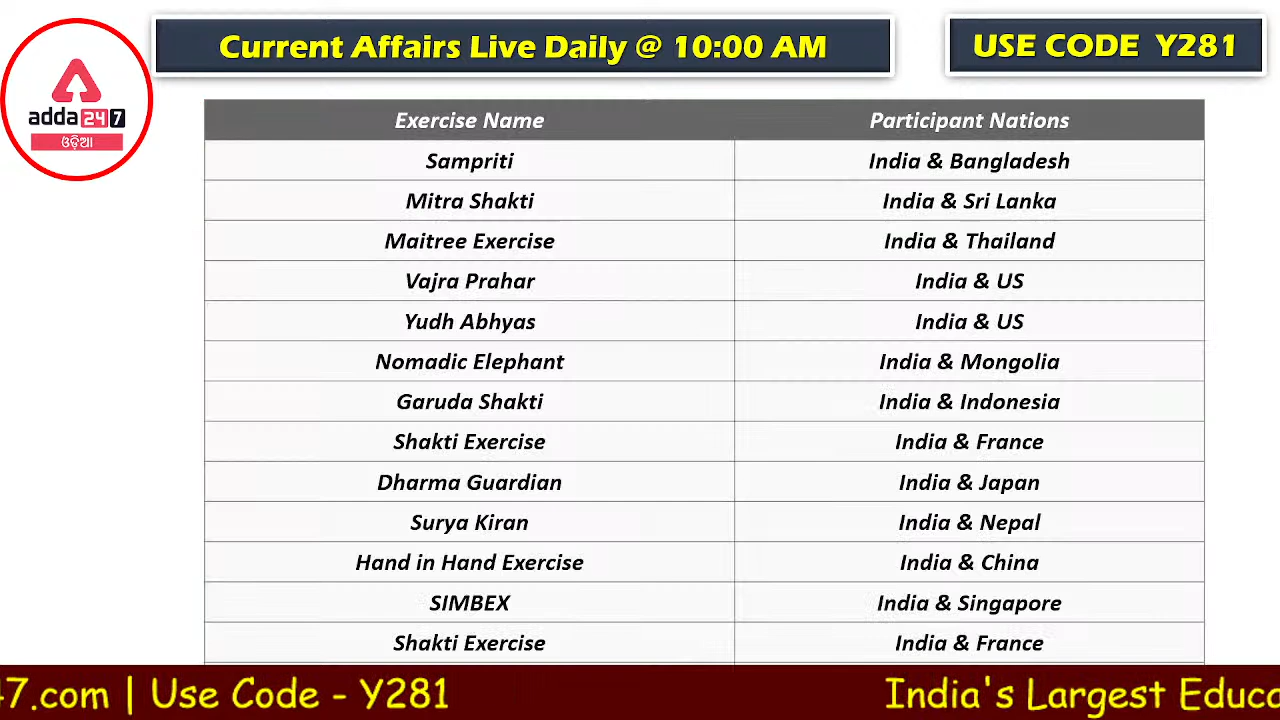 Current Affairs Live Daily @ 10:00 AM
USE CODE Y281
adda 24 7
ଓଡ଼ିଆ
Exercise Name Participant Nations
Sampriti India & Bangladesh
Mitra Shakti India & Sri Lanka
Maitree Exercise India & Thailand
Vajra Prahar India & US
Yudh Abhyas India & US
Nomadic Elephant India & Mongolia
Garuda Shakti India & Indonesia
Shakti Exercise India & France
Dharma Guardian India & Japan
Surya Kiran India & Nepal
Hand in Hand Exercise India & China
SIMBEX India & Singapore
Shakti Exercise India & France
47.com | Use Code - Y281 India's Largest Educa